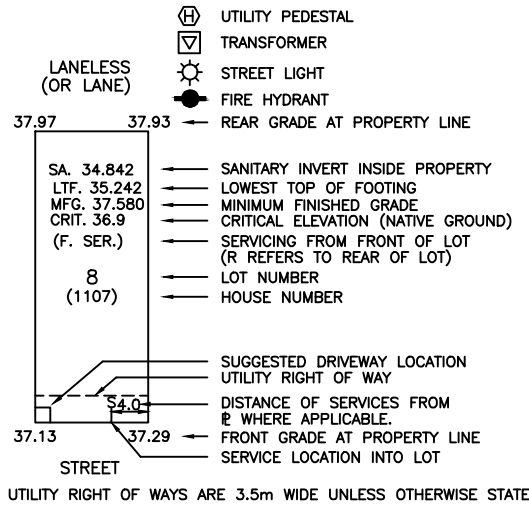 H UTILITY PEDESTAL
TRANSFORMER
STREET LIGHT
FIRE HYDRANT
LANELESS
(OR LANE)
37.97 37.93 REAR GRADE AT PROPERTY LINE
SA. 34.842 SANITARY INVERT INSIDE PROPERTY
LTF. 35.242 LOWEST TOP OF FOOTING
MFG. 37.580 MINIMUM FINISHED GRADE
CRIT. 36.9 CRITICAL ELEVATION (NATIVE GROUND)
(F. SER.) SERVICING FROM FRONT OF LOT
(R REFERS TO REAR OF LOT)
8 LOT NUMBER
(1107) HOUSE NUMBER
SUGGESTED DRIVEWAY LOCATION
UTILITY RIGHT OF WAY
S4.0 DISTANCE OF SERVICES FROM
℄ WHERE APPLICABLE.
37.13 37.29 FRONT GRADE AT PROPERTY LINE
SERVICE LOCATION INTO LOT
STREET
UTILITY RIGHT OF WAYS ARE 3.5m WIDE UNLESS OTHERWISE STATE